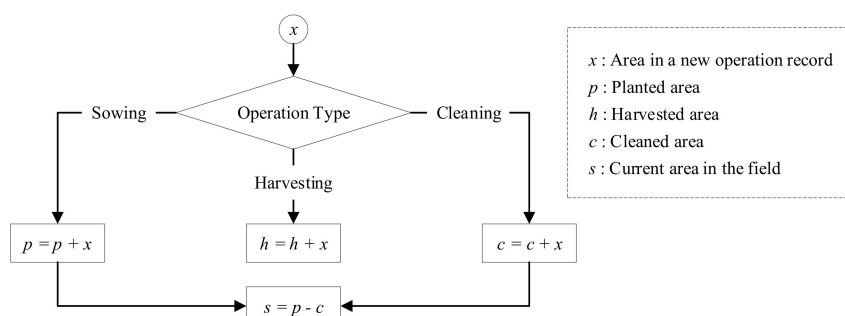 x
x : Area in a new operation record
p : Planted area
h : Harvested area
c : Cleaned area
s : Current area in the field
Sowing
Operation Type
Cleaning
Harvesting
p = p + x
h = h + x
c = c + x
s = p - c